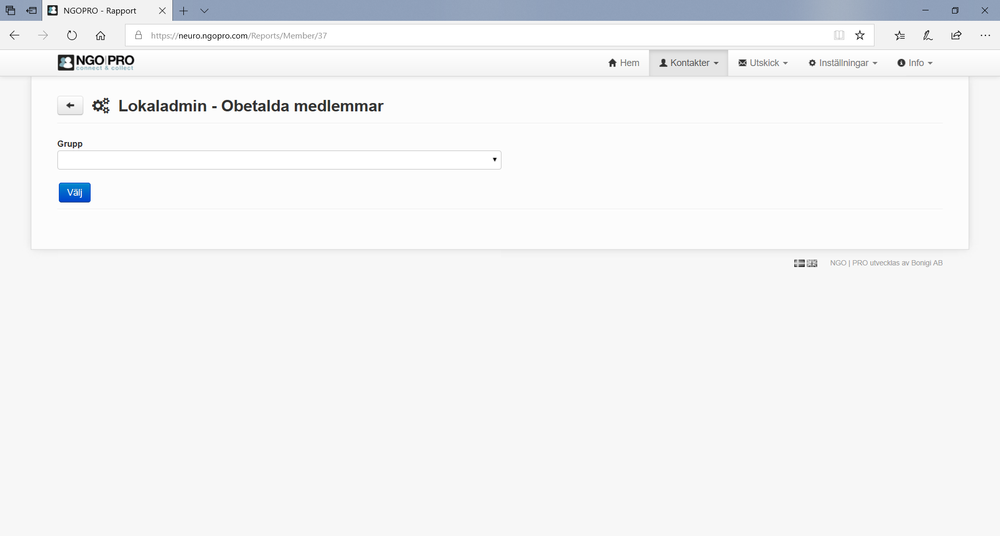 NGOPRO - Rapport
https://neuro.ngopro.com/Reports/Member/37
NGO|PRO
connect & collect
Hem
Kontakter
Utskick
Inställningar
Info
Lokaladmin - Obetalda medlemmar
Grupp
Välj
NGO | PRO utvecklas av Bonigi AB